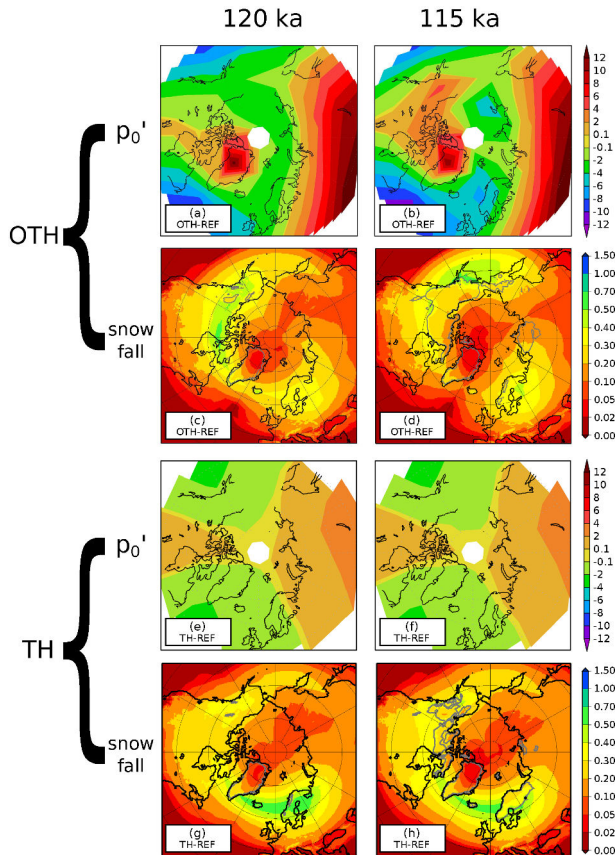 120 ka 115 ka
p₀'
OTH
snow
fall
(a)
OTH-REF
(b)
OTH-REF
12
10
8
6
4
2
0.1
-0.1
-2
-4
-6
-8
-10
-12
(c)
OTH-REF
(d)
OTH-REF
1.50
1.00
0.70
0.50
0.40
0.30
0.20
0.10
0.05
0.02
0.00
p₀'
TH
snow
fall
(e)
TH-REF
(f)
TH-REF
12
10
8
6
4
2
0.1
-0.1
-2
-4
-6
-8
-10
-12
(g)
TH-REF
(h)
TH-REF
1.50
1.00
0.70
0.50
0.40
0.30
0.20
0.10
0.05
0.02
0.00